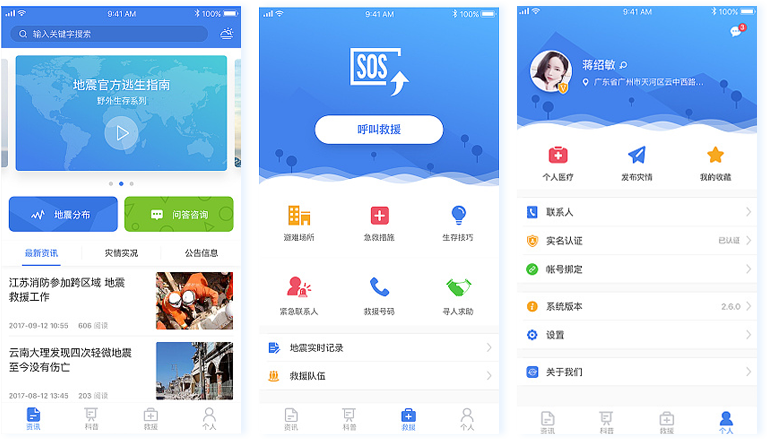 9:41 AM
100%
输入关键字搜索
地震官方逃生指南
野外生存系列
地震分布
问答咨询
最新资讯
灾情实况
公告信息
江苏消防参加跨区域 地震
救援工作
2017-09-12 10:55 606 阅读
云南大理发现四次轻微地震
至今没有伤亡
2017-08-12 13:45 203 阅读
资讯
科普
救援
个人
9:41 AM
100%
SOS
呼叫救援
避难场所
急救措施
生存技巧
紧急联系人
救援号码
寻人求助
地震实时记录
救援队伍
资讯
科普
救援
个人
9:41 AM
100%
3
蒋绍敏
V
广东省广州市天河区云中西路...
个人医疗
发布灾情
我的收藏
联系人
实名认证
已认证
帐号绑定
系统版本
2.6.0
设置
关于我们
资讯
科普
救援
个人